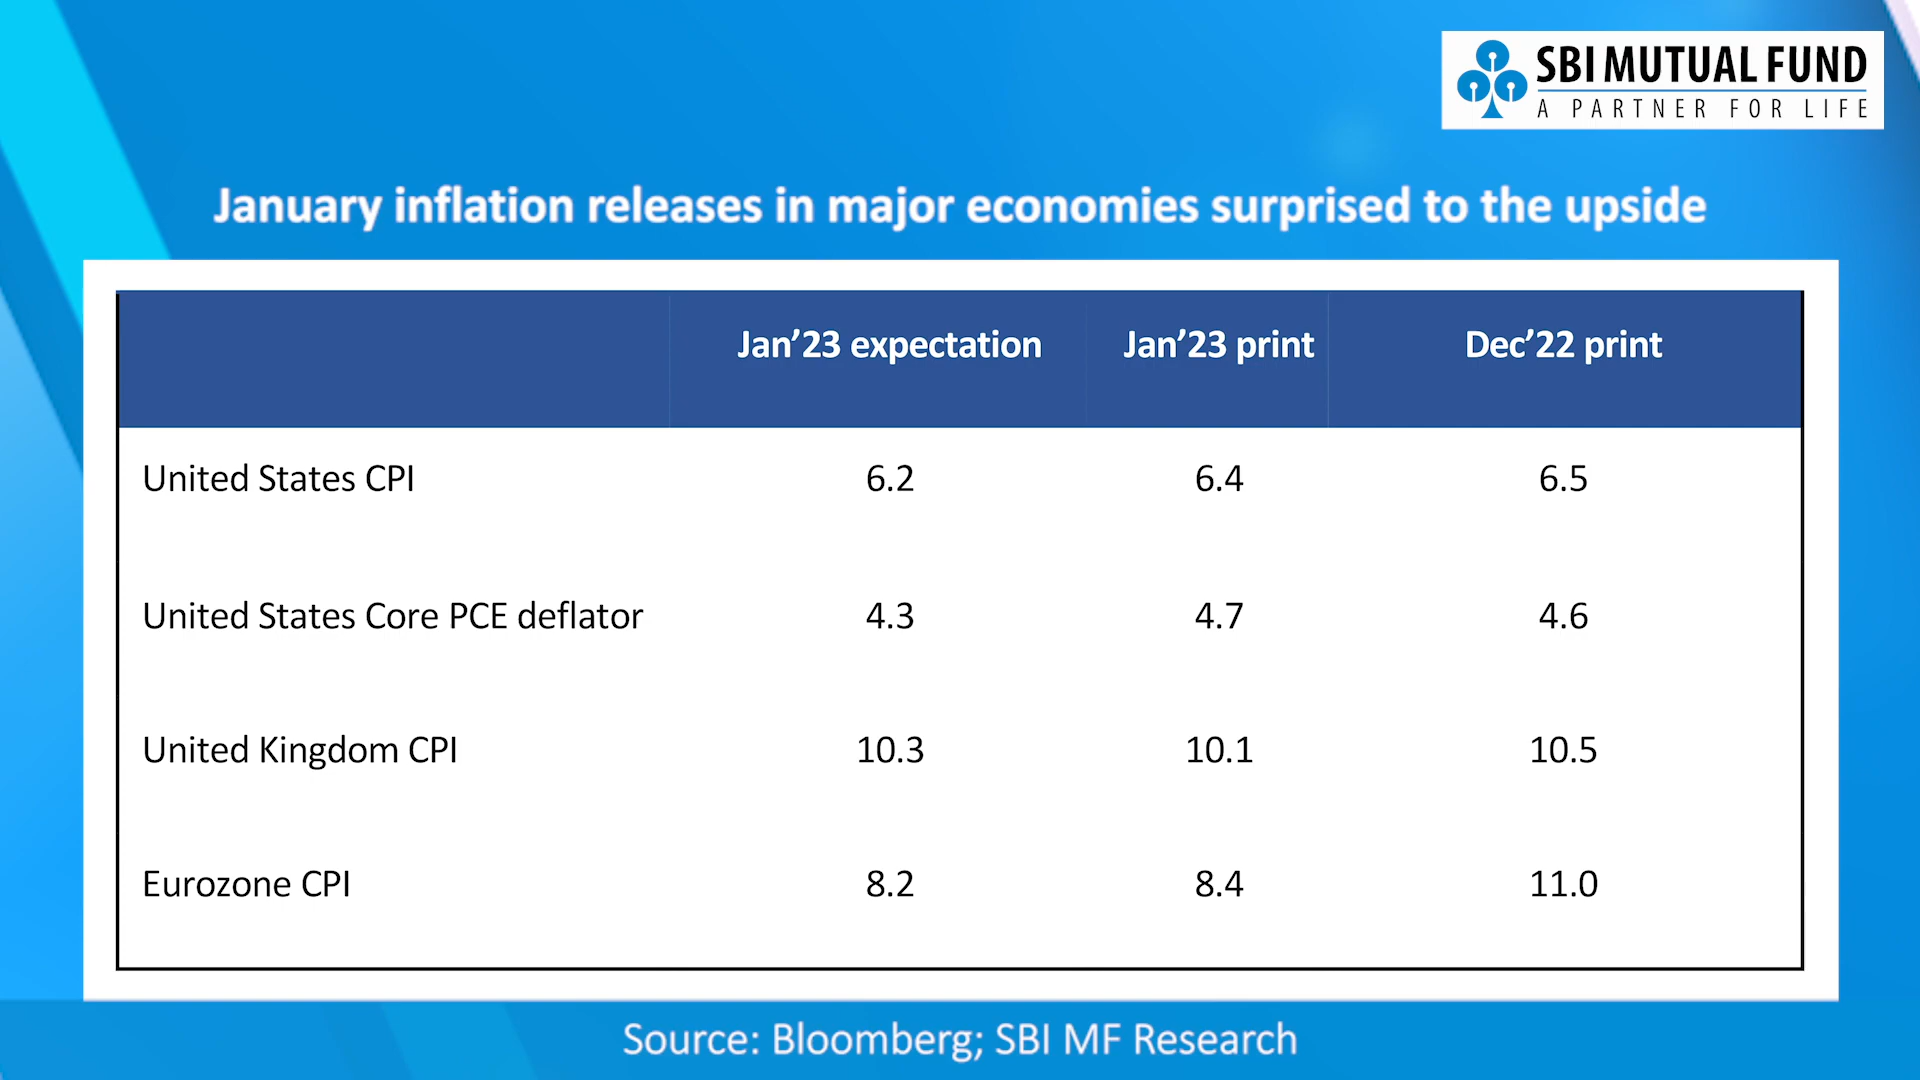 SBI MUTUAL FUND
A PARTNER FOR LIFE
January inflation releases in major economies surprised to the upside
Jan’23 expectation Jan’23 print Dec’22 print
United States CPI 6.2 6.4 6.5
United States Core PCE deflator 4.3 4.7 4.6
United Kingdom CPI 10.3 10.1 10.5
Eurozone CPI 8.2 8.4 11.0
Source: Bloomberg; SBI MF Research